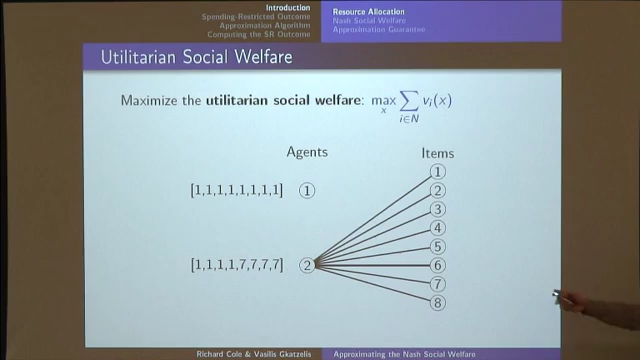 Introduction
Spending-Restricted Outcome
Approximation Algorithm
Computing the SR Outcome
Resource Allocation
Nash Social Welfare
Approximation Guarantee
Utilitarian Social Welfare
Maximize the utilitarian social welfare: max x ∑ i∈N v_i(x)
Agents
Items
[1,1,1,1,1,1,1,1] 1
[1,1,1,1,7,7,7,7] 2
1
2
3
4
5
6
7
8
Richard Cole & Vasilis Gkatzelis
Approximating the Nash Social Welfare